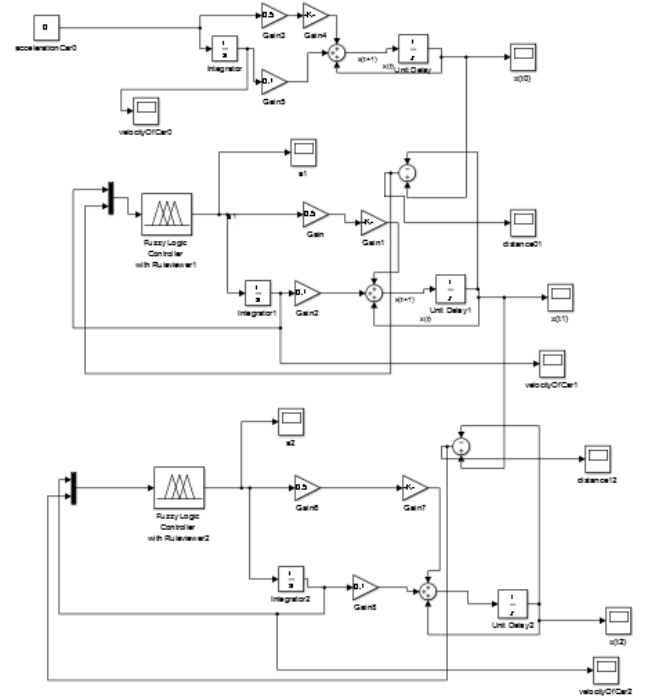 0
accelerationCar0
0.5
Gain3
-K-
Gain4
1
s
Integrator
0.1
Gain5
x(t+1)
x(t)
1
s
Unit Delay
x(t0)
velocityOfCar0
a1
Fuzzy Logic
Controller
with Ruleviewer1
0.5
Gain
-K-
Gain1
distance01
1
s
Integrator1
0.1
Gain2
x(t+1)
x(t)
1
s
Unit Delay1
x(t1)
velocityOfCar1
a2
distance12
Fuzzy Logic
Controller
with Ruleviewer2
0.5
Gain6
-K-
Gain7
1
s
Integrator2
0.1
Unit Delay2
x(t2)
velocityOfCar2